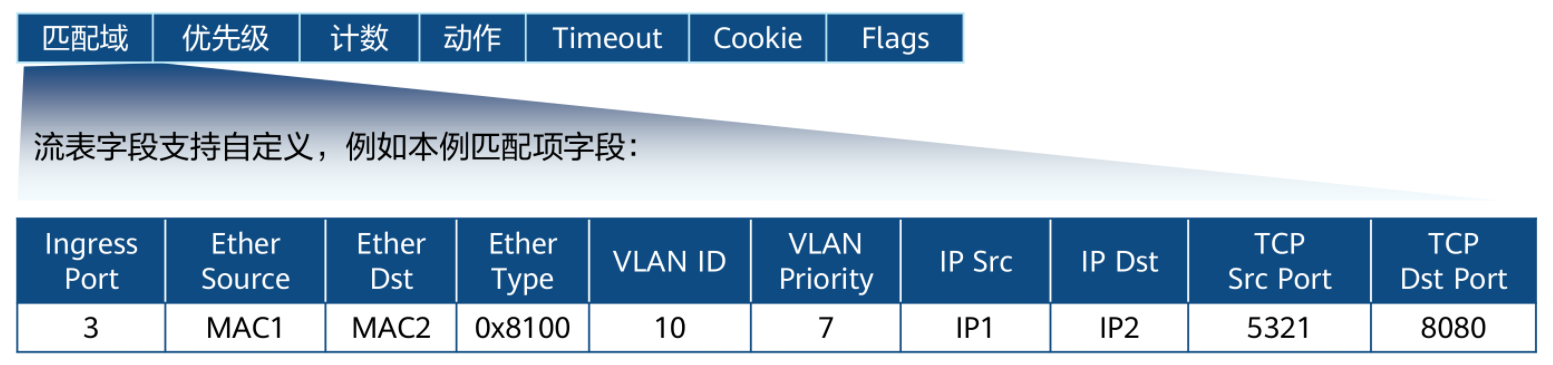 匹配域 优先级 计数 动作 Timeout Cookie Flags
流表字段支持自定义，例如本例匹配项字段：
Ingress Port Ether Source Ether Dst Ether Type VLAN ID VLAN Priority IP Src IP Dst TCP Src Port TCP Dst Port
3 MAC1 MAC2 0x8100 10 7 IP1 IP2 5321 8080